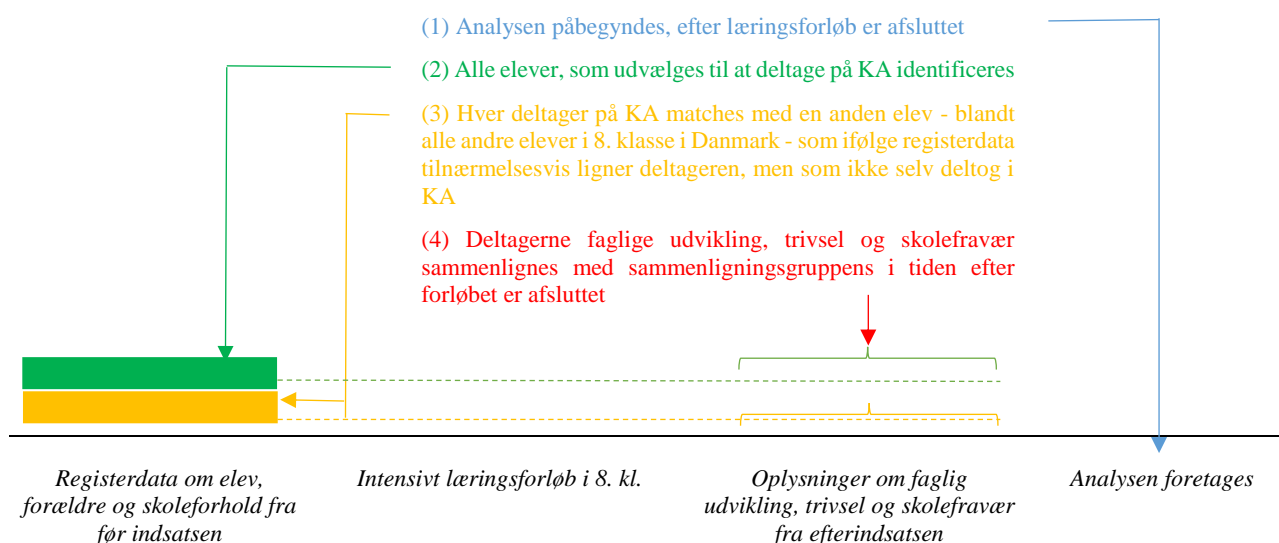 (1) Analysen påbegyndes, efter læringsforløb er afsluttet
(2) Alle elever, som udvælges til at deltage på KA identificeres
(3) Hver deltager på KA matches med en anden elev - blandt
alle andre elever i 8. klasse i Danmark - som ifølge registerdata
tilnærmelsesvis ligner deltageren, men som ikke selv deltog i
KA
(4) Deltagerne faglige udvikling, trivsel og skolefravær
sammenlignes med sammenligningsgruppens i tiden efter
forløbet er afsluttet
Registerdata om elev,
forældre og skoleforhold fra
før indsatsen
Intensivt læringsforløb i 8. kl.
Oplysninger om faglig
udvikling, trivsel og skolefravær
fra efterindsatsen
Analysen foretages